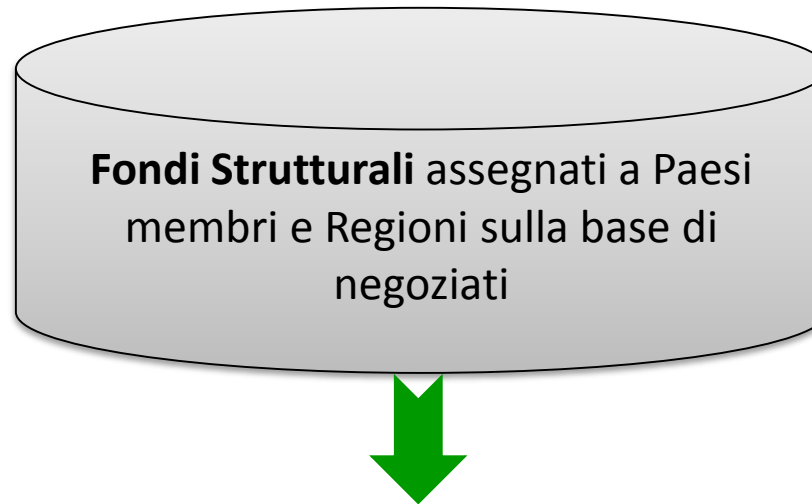 Fondi Strutturali assegnati a Paesi
membri e Regioni sulla base di
negoziati